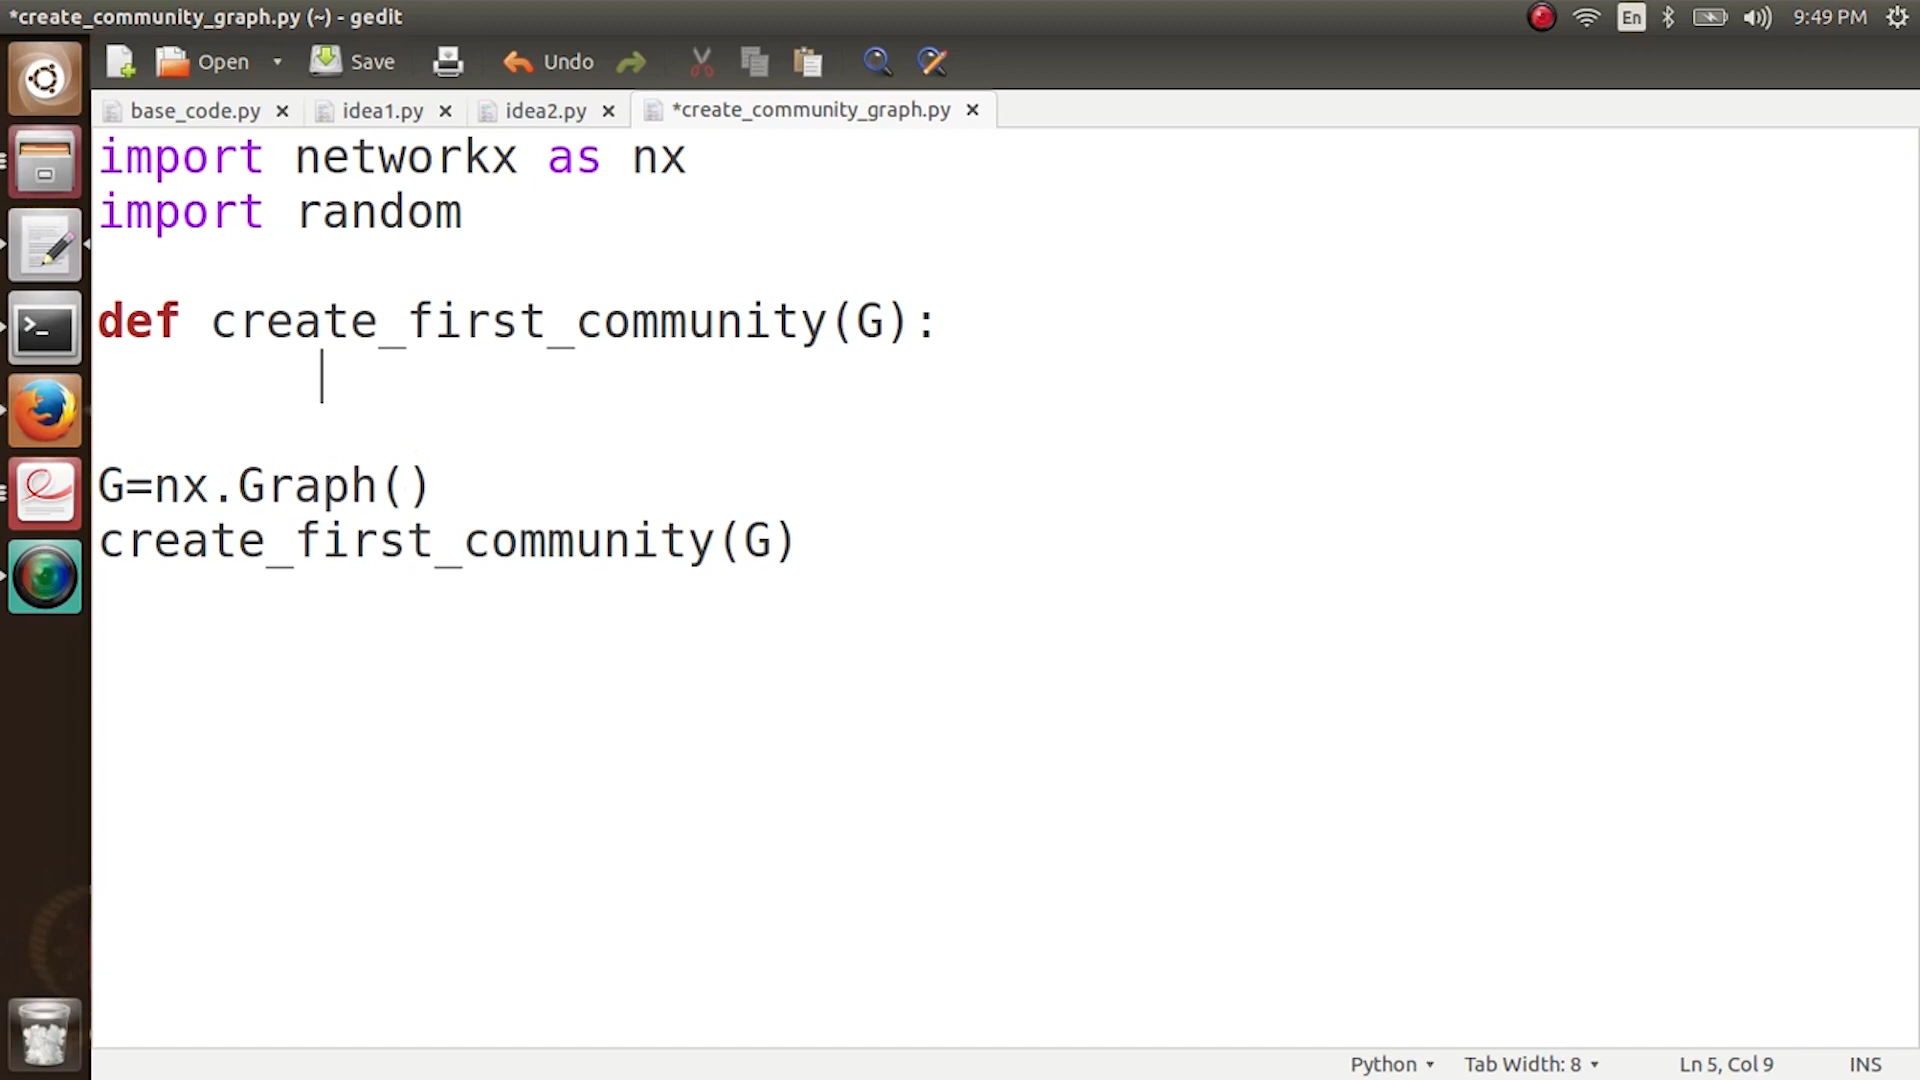 *create_community_graph.py (~) - gedit
En
9:49 PM
Open
Save
Undo
base_code.py
idea1.py
idea2.py
*create_community_graph.py
import networkx as nx
import random
def create_first_community(G):
G=nx.Graph()
create_first_community(G)
Python
Tab Width: 8
Ln 5, Col 9
INS